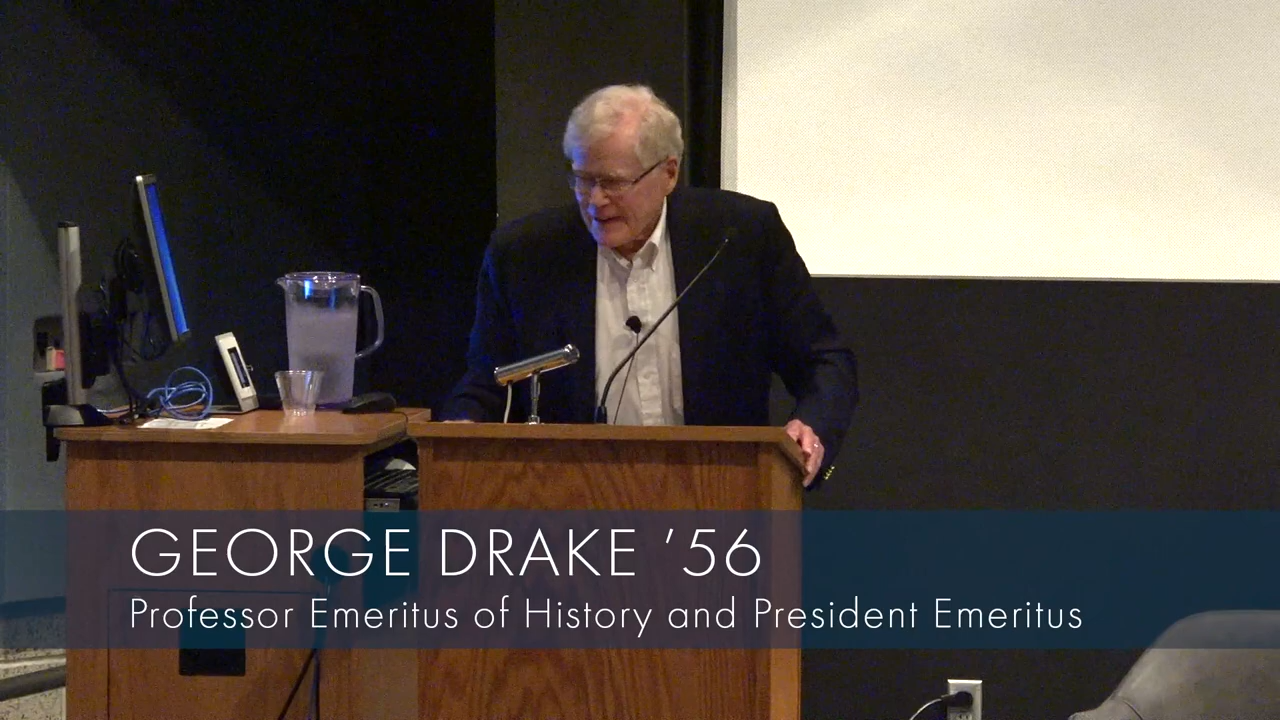 GEORGE DRAKE ’56
Professor Emeritus of History and President Emeritus